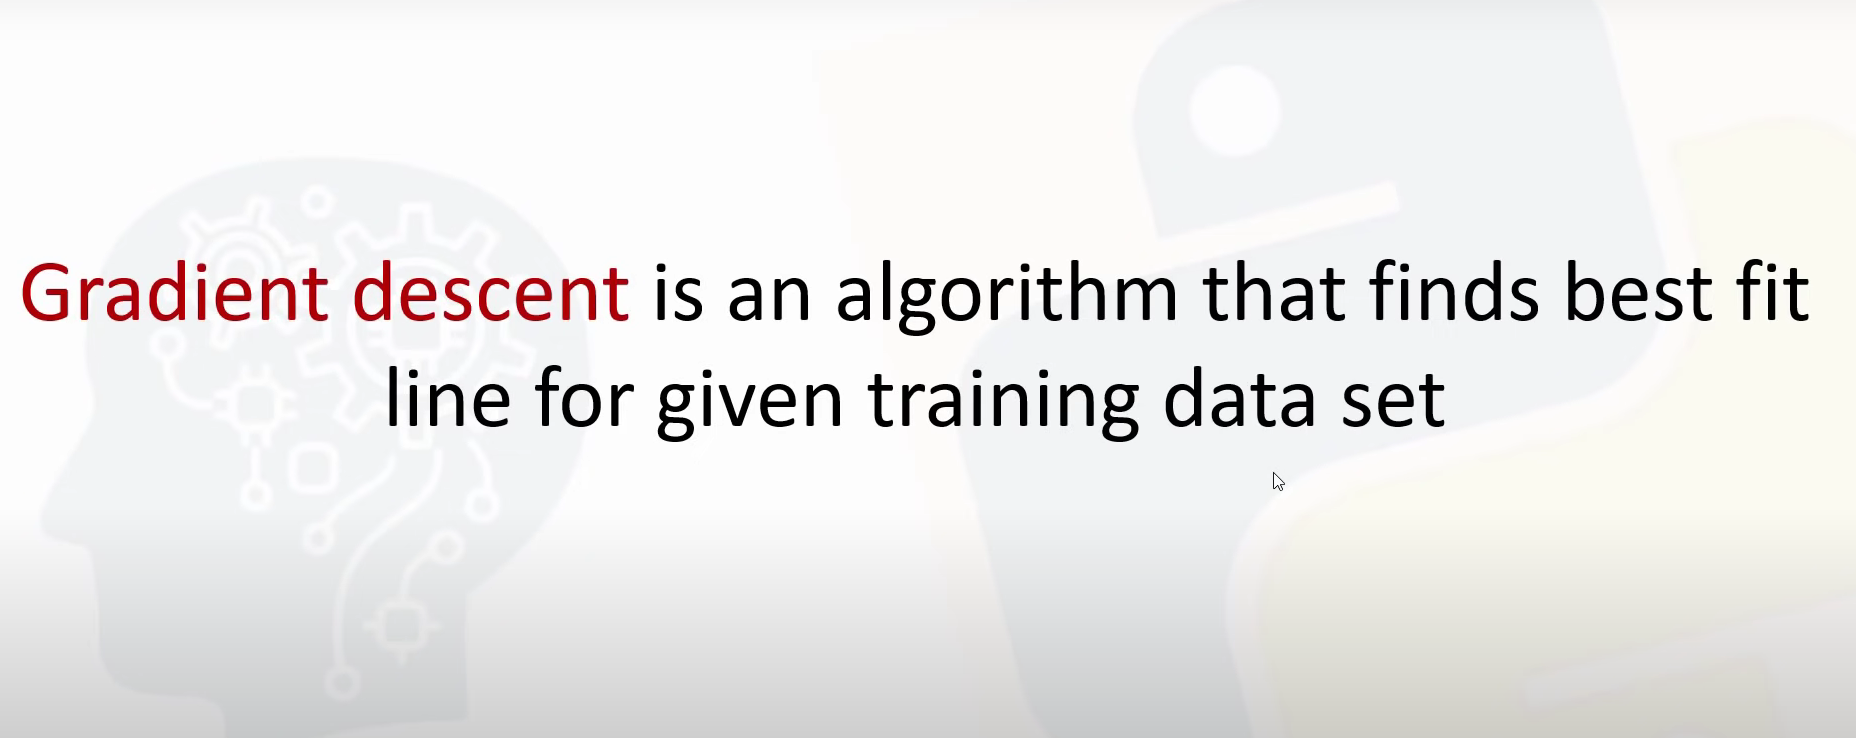 Gradient descent is an algorithm that finds best fit
line for given training data set